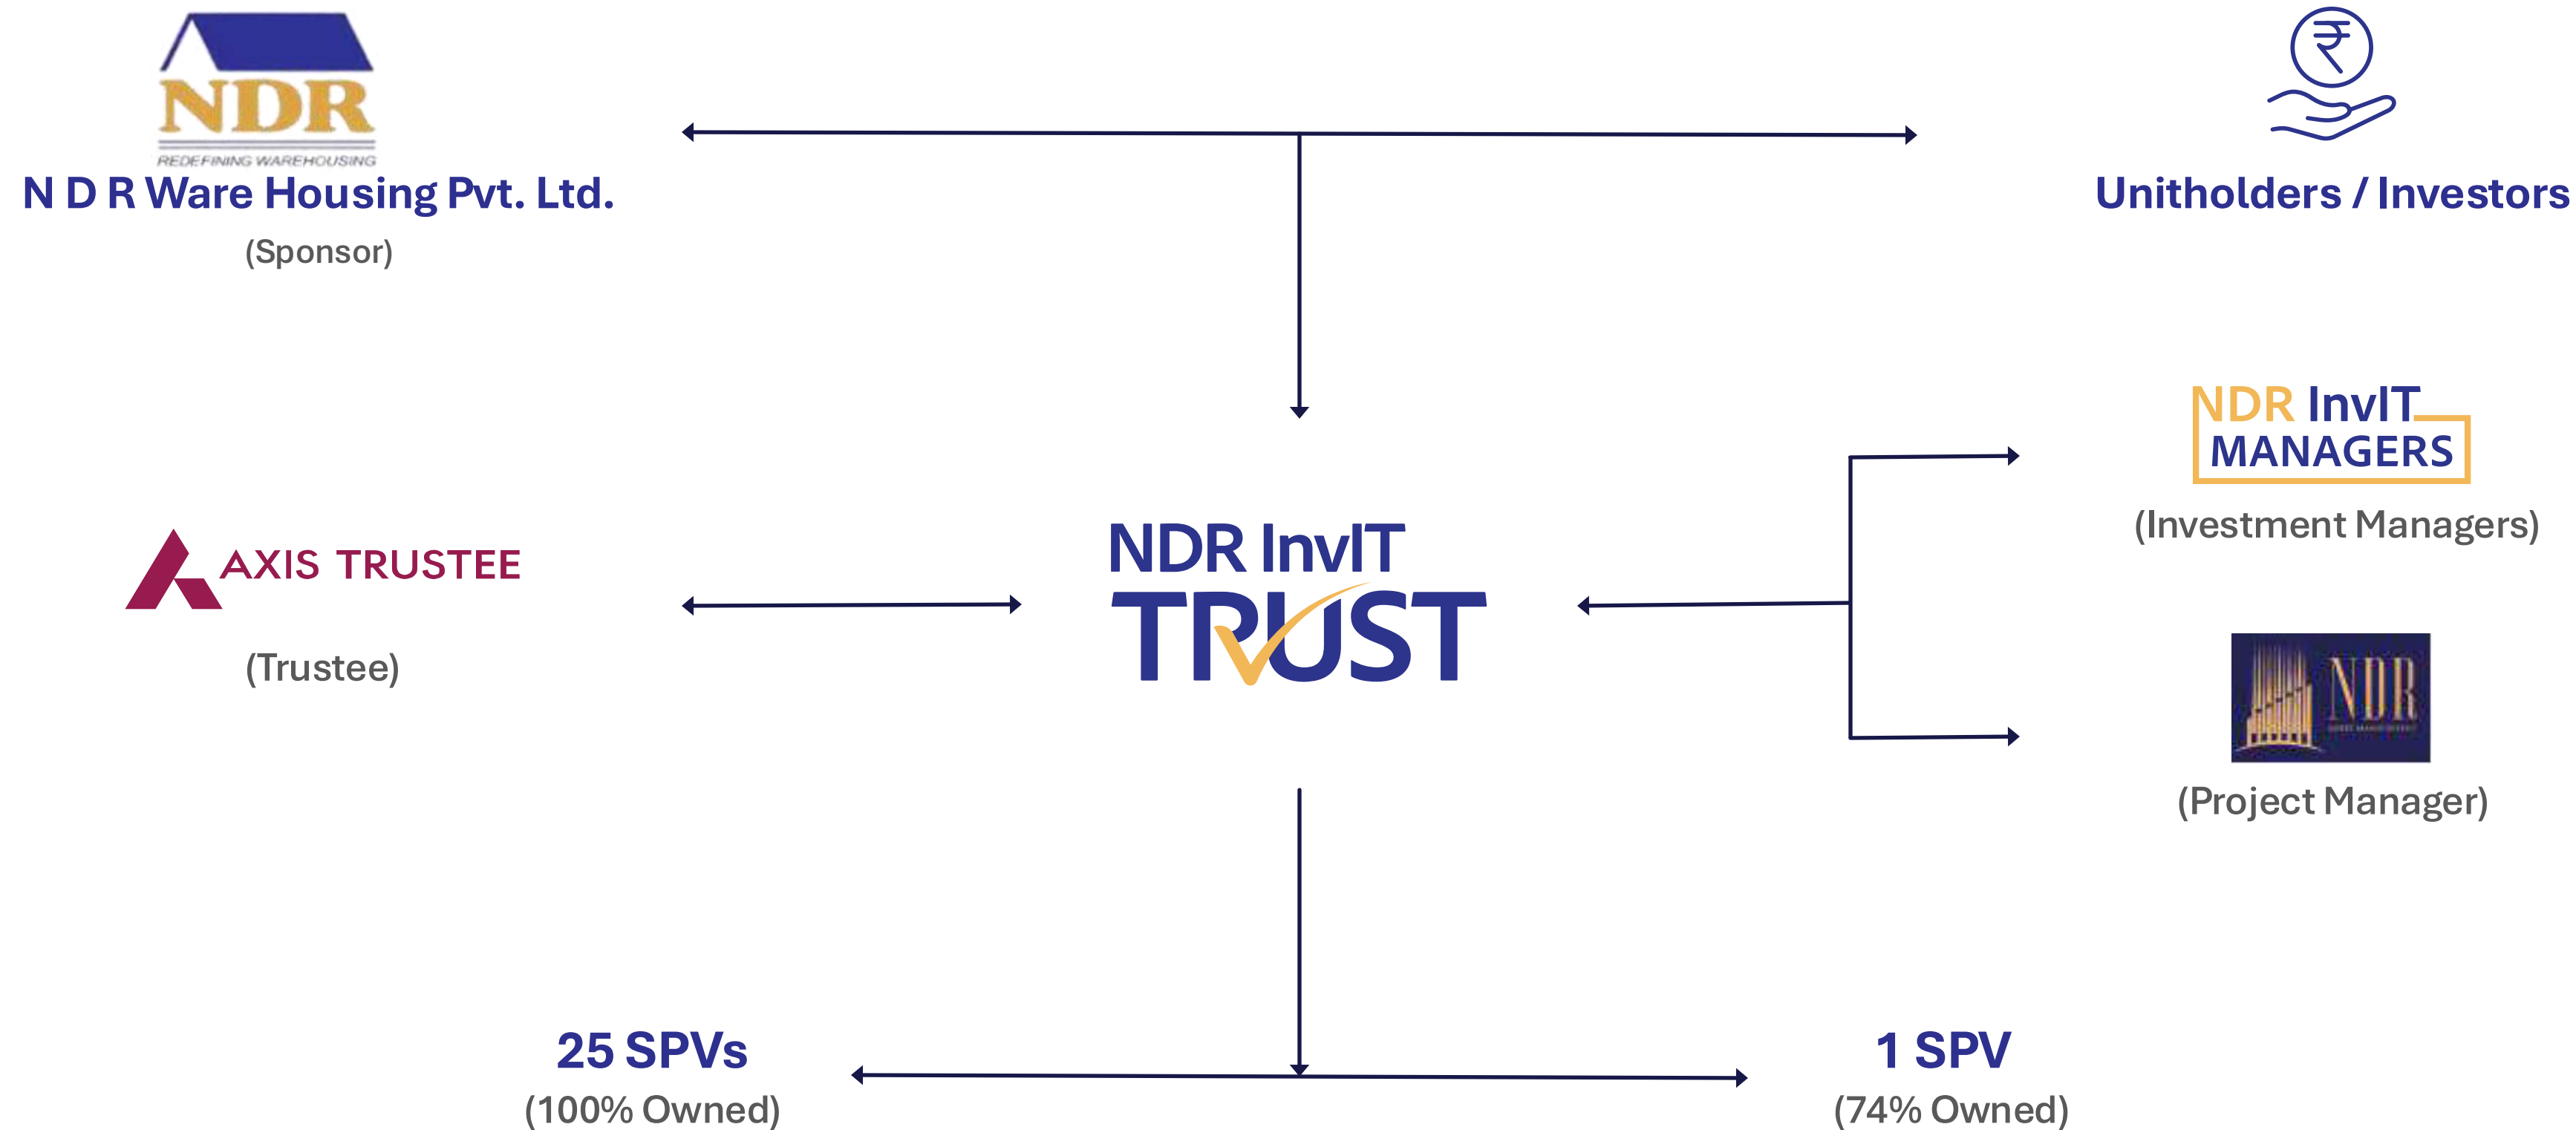 NDR
REDEFINING WAREHOUSING
N D R Ware Housing Pvt. Ltd.
(Sponsor)
₹
Unitholders / Investors
AXIS TRUSTEE
(Trustee)
NDR InvIT
TRUST
NDR InvIT
MANAGERS
(Investment Managers)
NDR
(Project Manager)
25 SPVs
(100% Owned)
1 SPV
(74% Owned)